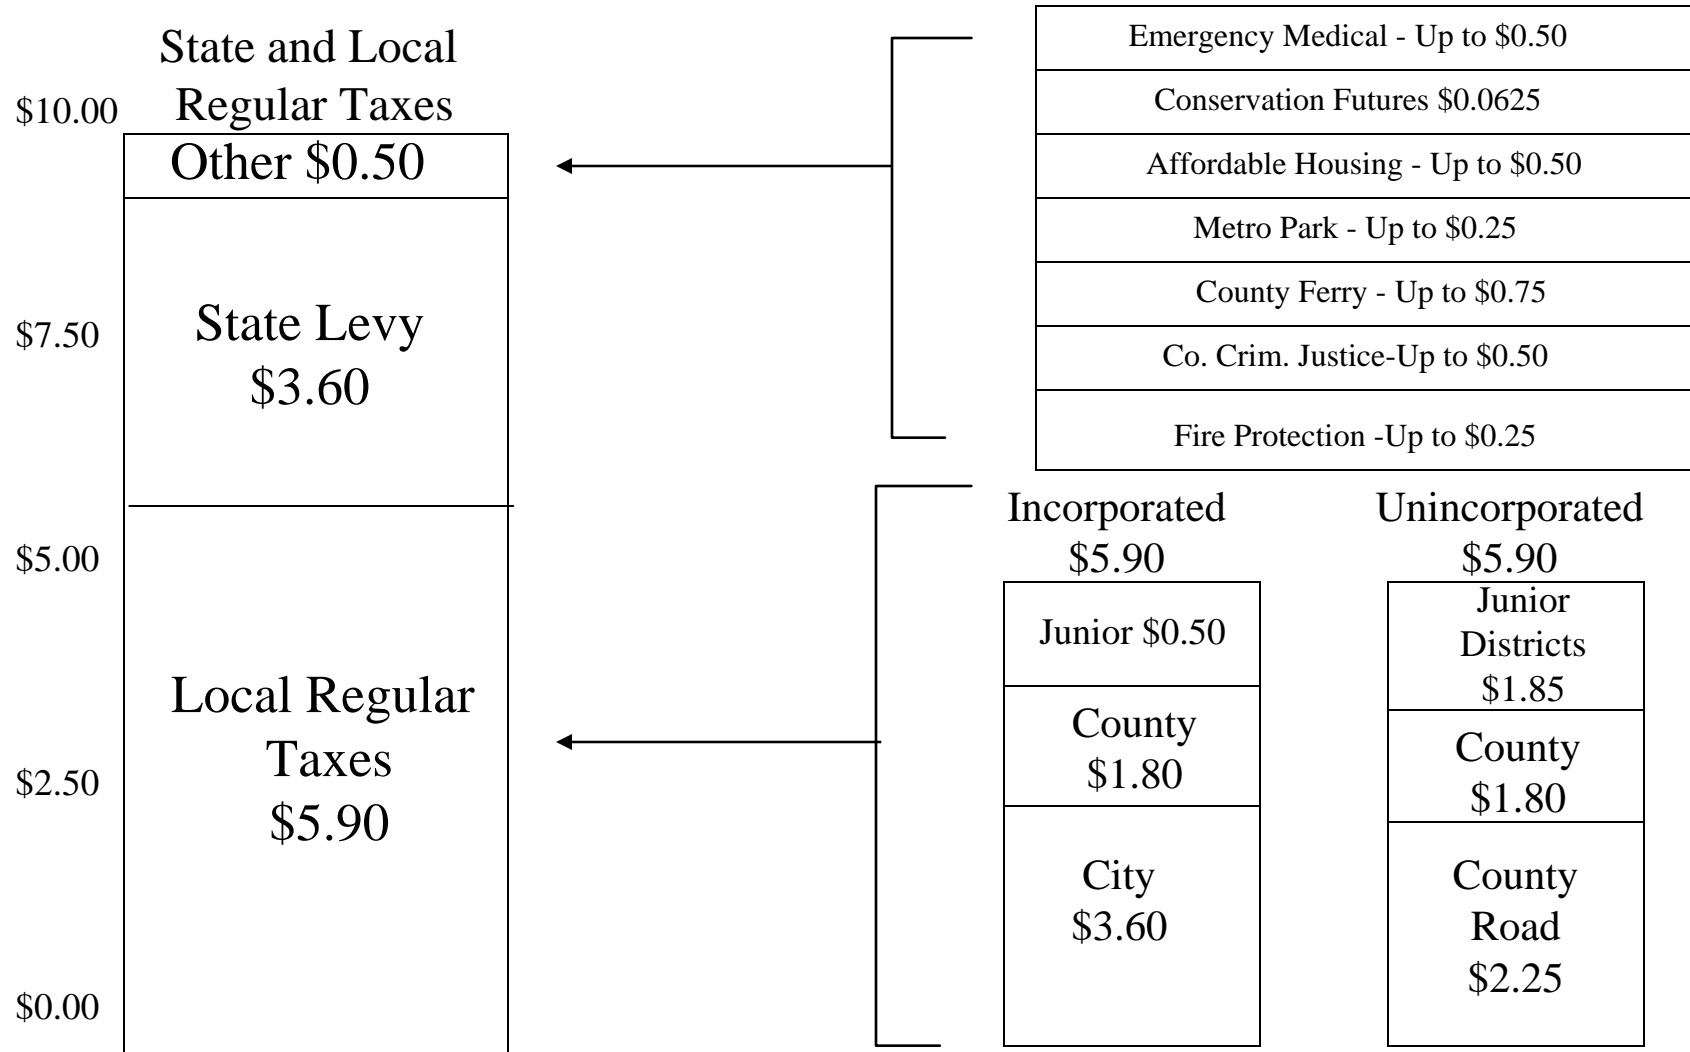 State and Local
Regular Taxes
$10.00
Other $0.50
State Levy
$3.60
$7.50
$5.00
Local Regular
Taxes
$5.90
$2.50
$0.00
Emergency Medical - Up to $0.50
Conservation Futures $0.0625
Affordable Housing - Up to $0.50
Metro Park - Up to $0.25
County Ferry - Up to $0.75
Co. Crim. Justice-Up to $0.50
Fire Protection -Up to $0.25
Incorporated
$5.90
Junior $0.50
County
$1.80
City
$3.60
Unincorporated
$5.90
Junior
Districts
$1.85
County
$1.80
County
Road
$2.25